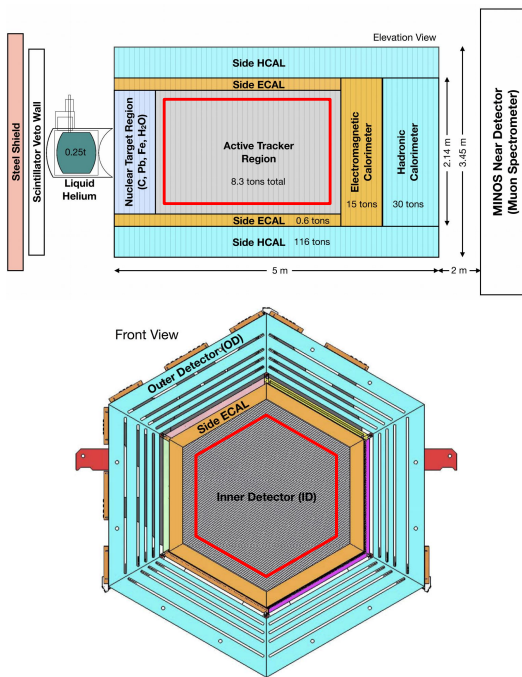 Elevation View
Side HCAL
Side ECAL
Steel Shield
Scintillator Veto Wall
0.25t
Liquid
Helium
Nuclear Target Region
(C, Pb, Fe, H₂O)
Active Tracker
Region
8.3 tons total
Electromagnetic
Calorimeter
15 tons
Hadronic
Calorimeter
30 tons
2.14 m
3.45 m
MINOS Near Detector
(Muon Spectrometer)
Side ECAL 0.6 tons
Side HCAL 116 tons
5 m
2 m
Front View
Outer Detector (OD)
Side ECAL
Inner Detector (ID)